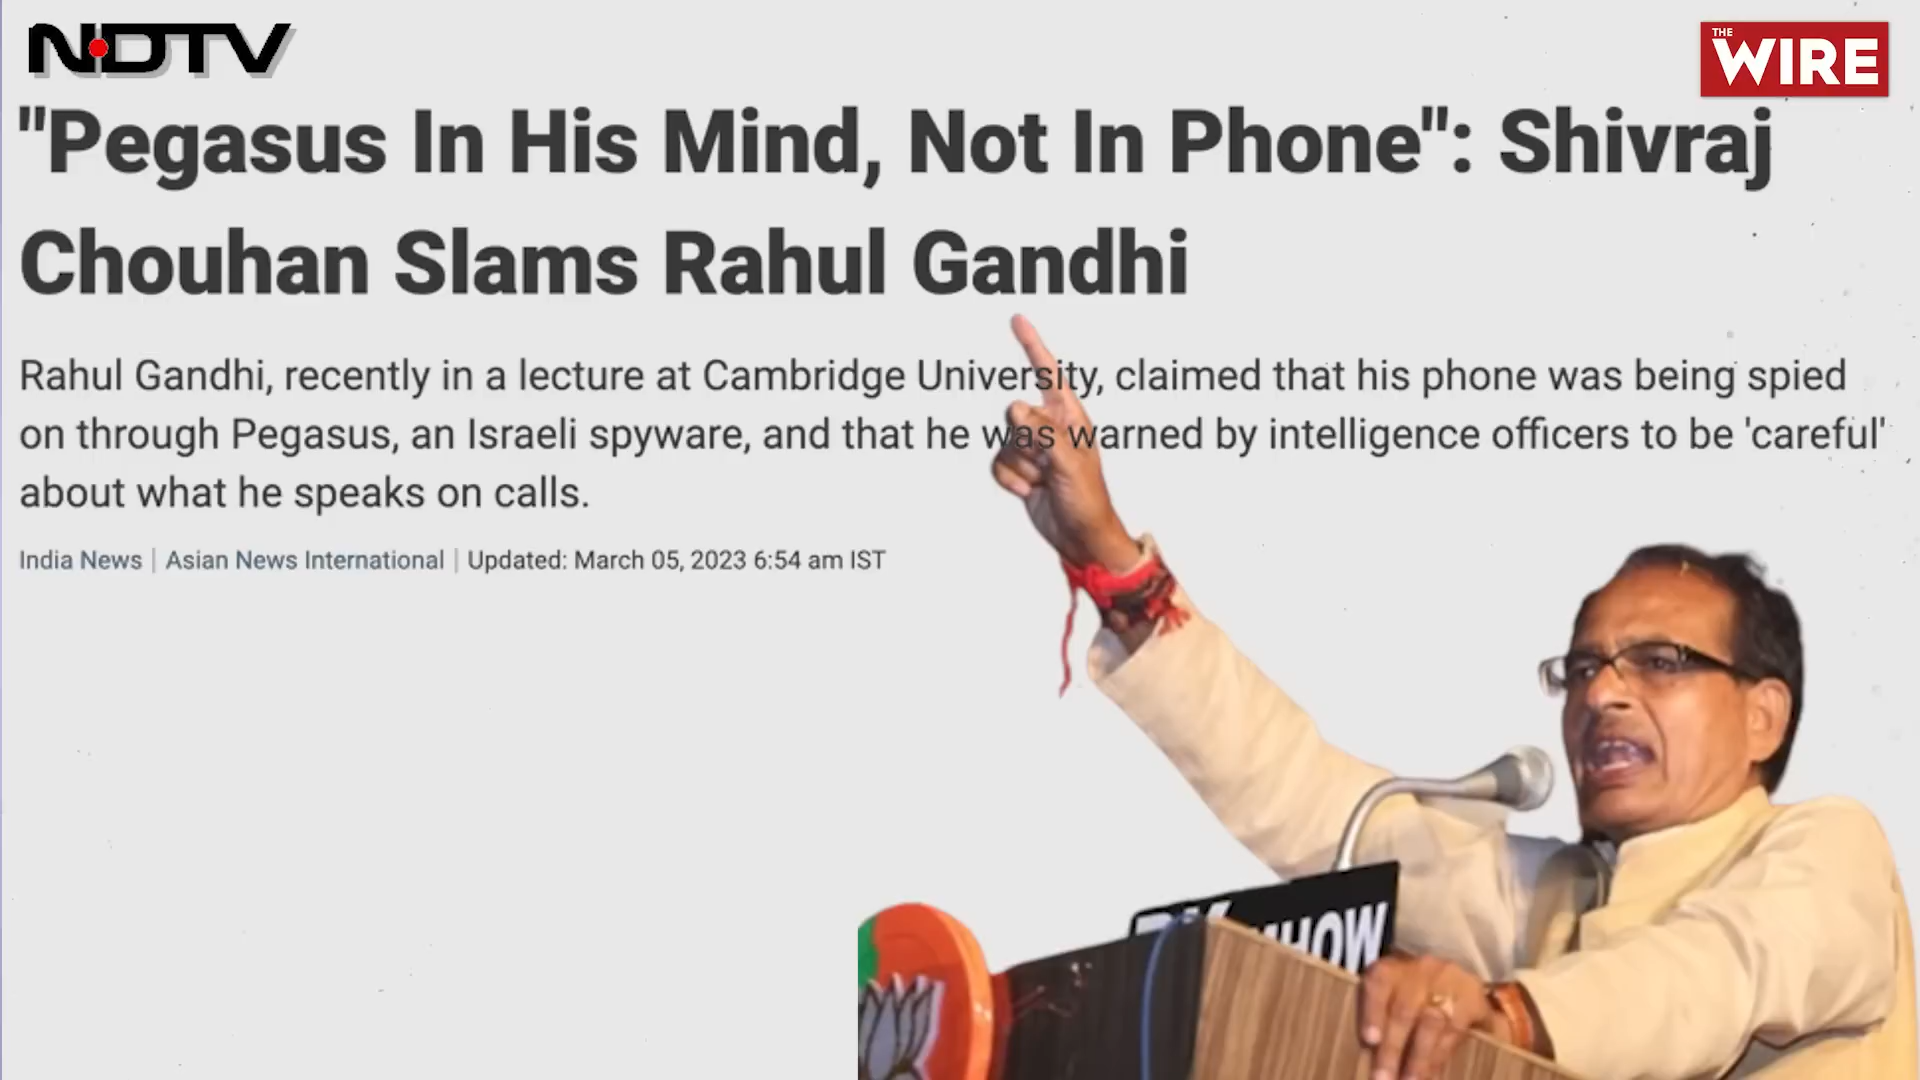 NDTV
THE
WIRE
"Pegasus In His Mind, Not In Phone": Shivraj
Chouhan Slams Rahul Gandhi
Rahul Gandhi, recently in a lecture at Cambridge University, claimed that his phone was being spied
on through Pegasus, an Israeli spyware, and that he was warned by intelligence officers to be 'careful'
about what he speaks on calls.
India News | Asian News International | Updated: March 05, 2023 6:54 am IST